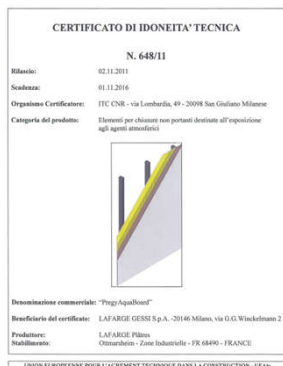 CERTIFICATO DI IDONEITA' TECNICA
N. 648/11
Rilascio: 02.11.2011
Scadenza: 01.11.2016
Organismo Certificatore: ITC CNR - via Lombardia, 49 - 20098 San Giuliano Milanese
Categoria del prodotto: Elementi per chiusure non portanti destinate all'esposizione
agli agenti atmosferici
Denominazione commerciale: "PregyAquaBoard"
Beneficiario del certificato: LAFARGE GESSI S.p.A. -20146 Milano, via G.G.Winckelmann 2
Produttore: LAFARGE Plâtres
Stabilimento: Ottmarsheim - Zone Industrielle - FR 68490 - FRANCE
UNION EUROPEENNE POUR L'AGREMENT TECHNIQUE DANS LA CONSTRUCTION - UEAtc